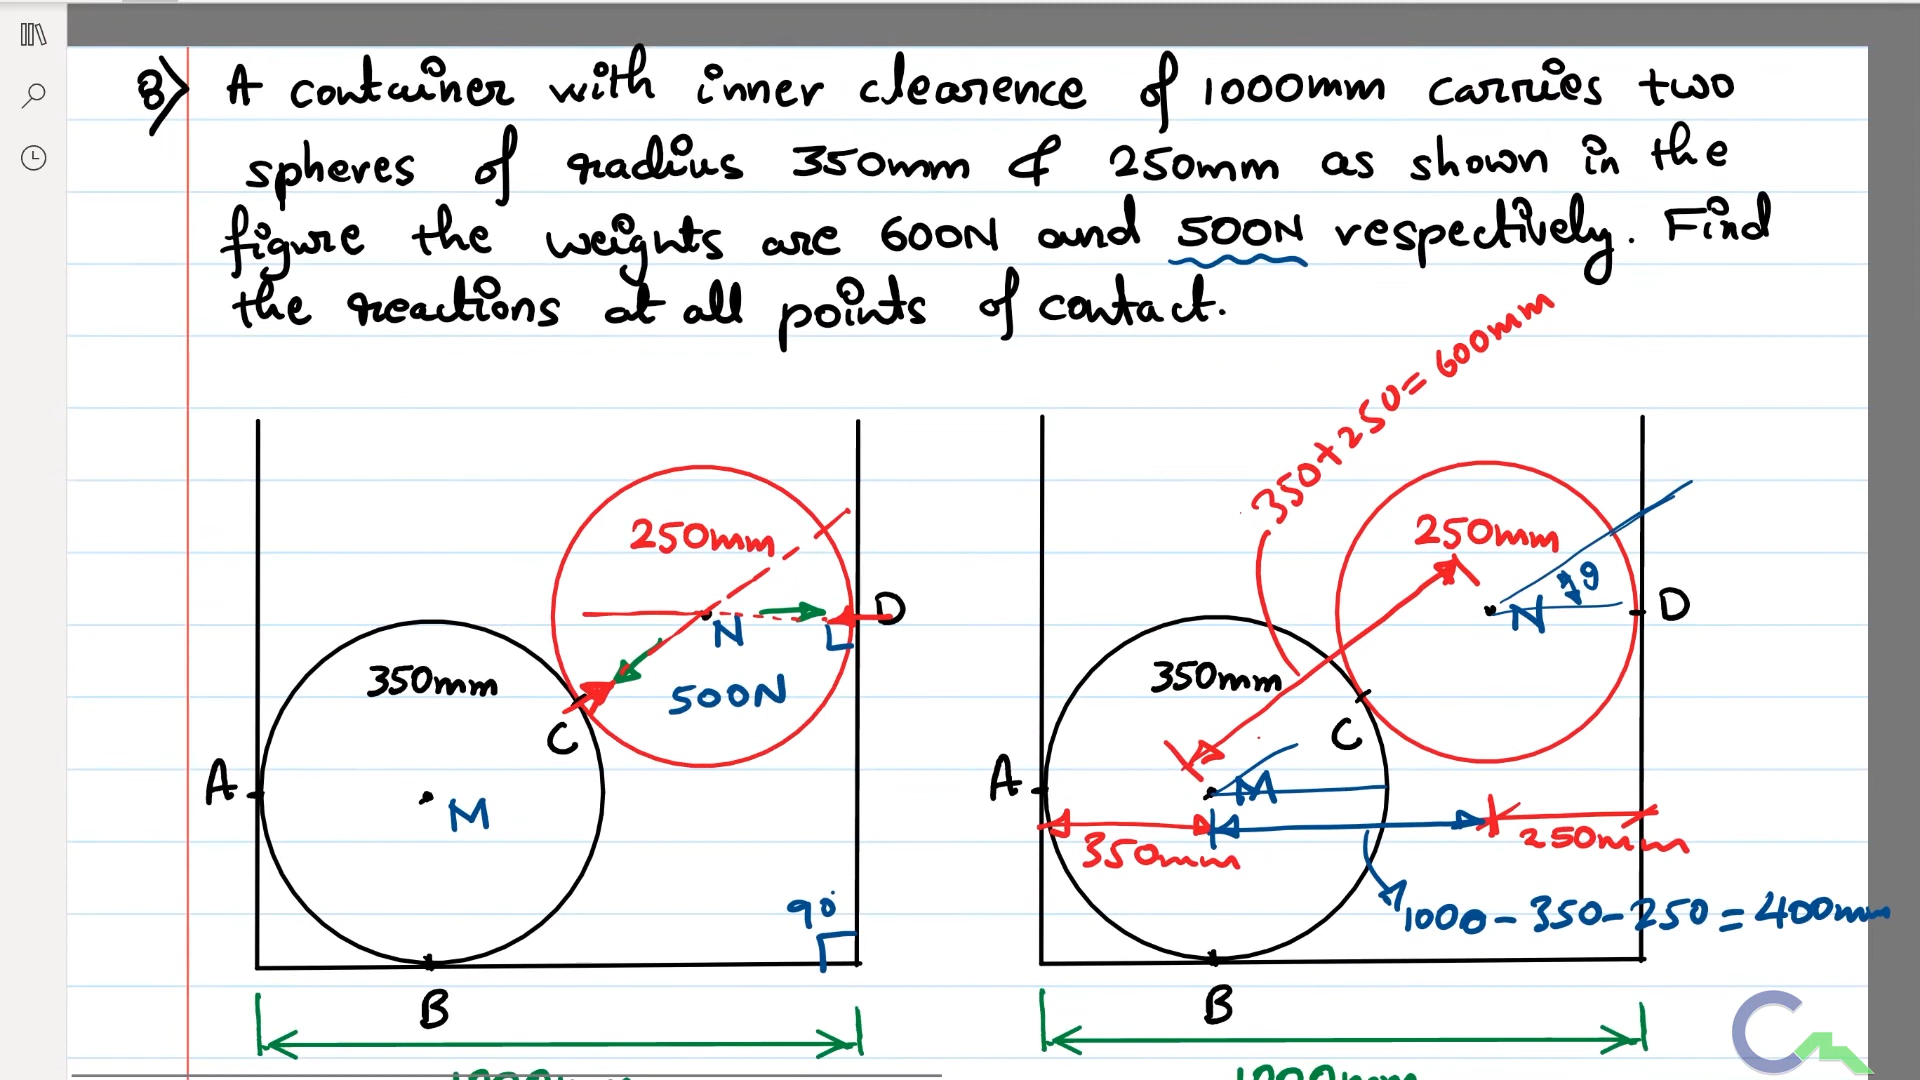 8) A container with inner clearence of 1000mm carries two
spheres of radius 350mm & 250mm as shown in the
figure the weights are 600N and 500N respectively. Find
the reactions at all points of contact.
350+250=600mm
250mm
D
N
500N
350mm
C
A
M
90°
B
250mm
θ
N
D
350mm
C
A
M
350mm
250mm
1000-350-250=400mm
B